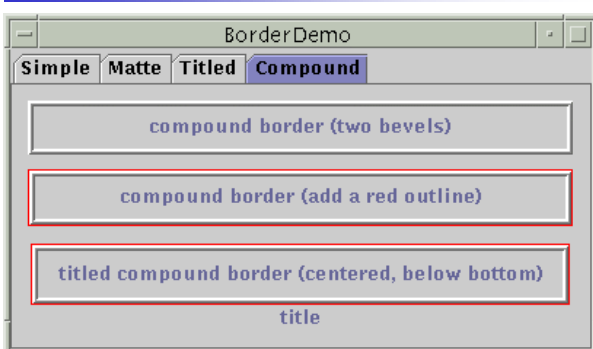 BorderDemo
Simple Matte Titled Compound
compound border (two bevels)
compound border (add a red outline)
titled compound border (centered, below bottom)
title